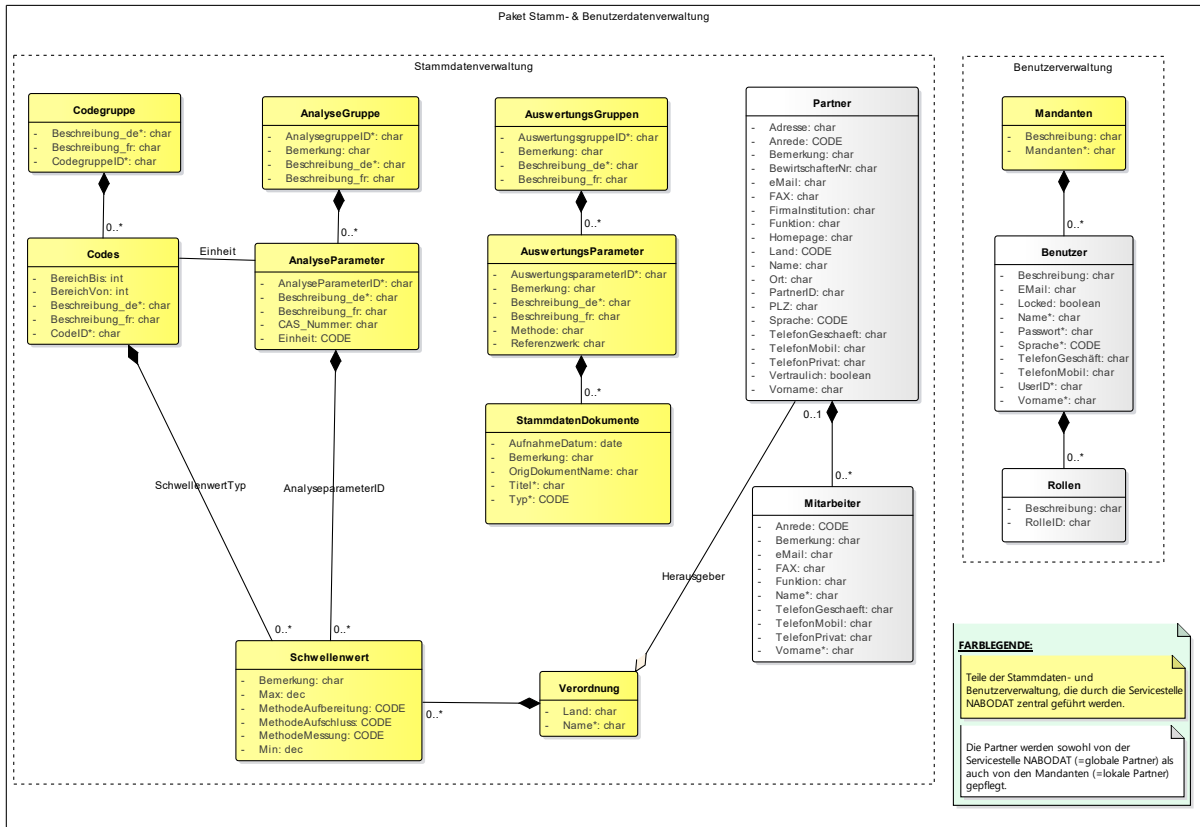 Paket Stamm- & Benutzerdatenverwaltung
Stammdatenverwaltung
Codegruppe
- Beschreibung_de*: char
- Beschreibung_fr: char
- CodegruppeID*: char
0..*
AnalyseGruppe
- AnalysegruppeID*: char
- Bemerkung: char
- Beschreibung_de*: char
- Beschreibung_fr: char
0..*
AuswertungsGruppen
- AuswertungsgruppeID*: char
- Bemerkung: char
- Beschreibung_de*: char
- Beschreibung_fr: char
0..*
Codes
- BereichBis: int
- BereichVon: int
- Beschreibung_de*: char
- Beschreibung_fr: char
- CodeID*: char
Einheit
AnalyseParameter
- AnalyseParameterID*: char
- Beschreibung_de*: char
- Beschreibung_fr: char
- CAS_Nummer: char
- Einheit: CODE
AuswertungsParameter
- AuswertungsparameterID*: char
- Bemerkung: char
- Beschreibung_de*: char
- Beschreibung_fr: char
- Methode: char
- Referenzwerk: char
0..*
StammdatenDokumente
- AufnahmeDatum: date
- Bemerkung: char
- OrigDokumentName: char
- Titel*: char
- Typ*: CODE
Partner
- Adresse: char
- Anrede: CODE
- Bemerkung: char
- BewirtschafterNr: char
- eMail: char
- FAX: char
- FirmaInstitution: char
- Funktion: char
- Homepage: char
- Land: CODE
- Name: char
- Ort: char
- PartnerID: char
- PLZ: char
- Sprache: CODE
- TelefonGeschaeft: char
- TelefonMobil: char
- TelefonPrivat: char
- Vertraulich: boolean
- Vorname: char
0..1
0..*
Mitarbeiter
- Anrede: CODE
- Bemerkung: char
- eMail: char
- FAX: char
- Funktion: char
- Name*: char
- TelefonGeschaeft: char
- TelefonMobil: char
- TelefonPrivat: char
- Vorname*: char
SchwellenwertTyp
AnalyseparameterID
Herausgeber
0..*
0..*
Schwellenwert
- Bemerkung: char
- Max: dec
- MethodeAufbereitung: CODE
- MethodeAufschluss: CODE
- MethodeMessung: CODE
- Min: dec
0..*
Verordnung
- Land: char
- Name*: char
Benutzerverwaltung
Mandanten
- Beschreibung: char
- Mandanten*: char
0..*
Benutzer
- Beschreibung: char
- EMail: char
- Locked: boolean
- Name*: char
- Passwort*: char
- Sprache*: CODE
- TelefonGeschäft: char
- TelefonMobil: char
- UserID*: char
- Vorname*: char
0..*
Rollen
- Beschreibung: char
- RolleID: char
FARBLEGENDE:
Teile der Stammdaten- und
Benutzerverwaltung, die durch die Servicestelle
NABODAT zentral geführt werden.
Die Partner werden sowohl von der
Servicestelle NABODAT (=globale Partner) als
auch von den Mandanten (=lokale Partner)
gepflegt.